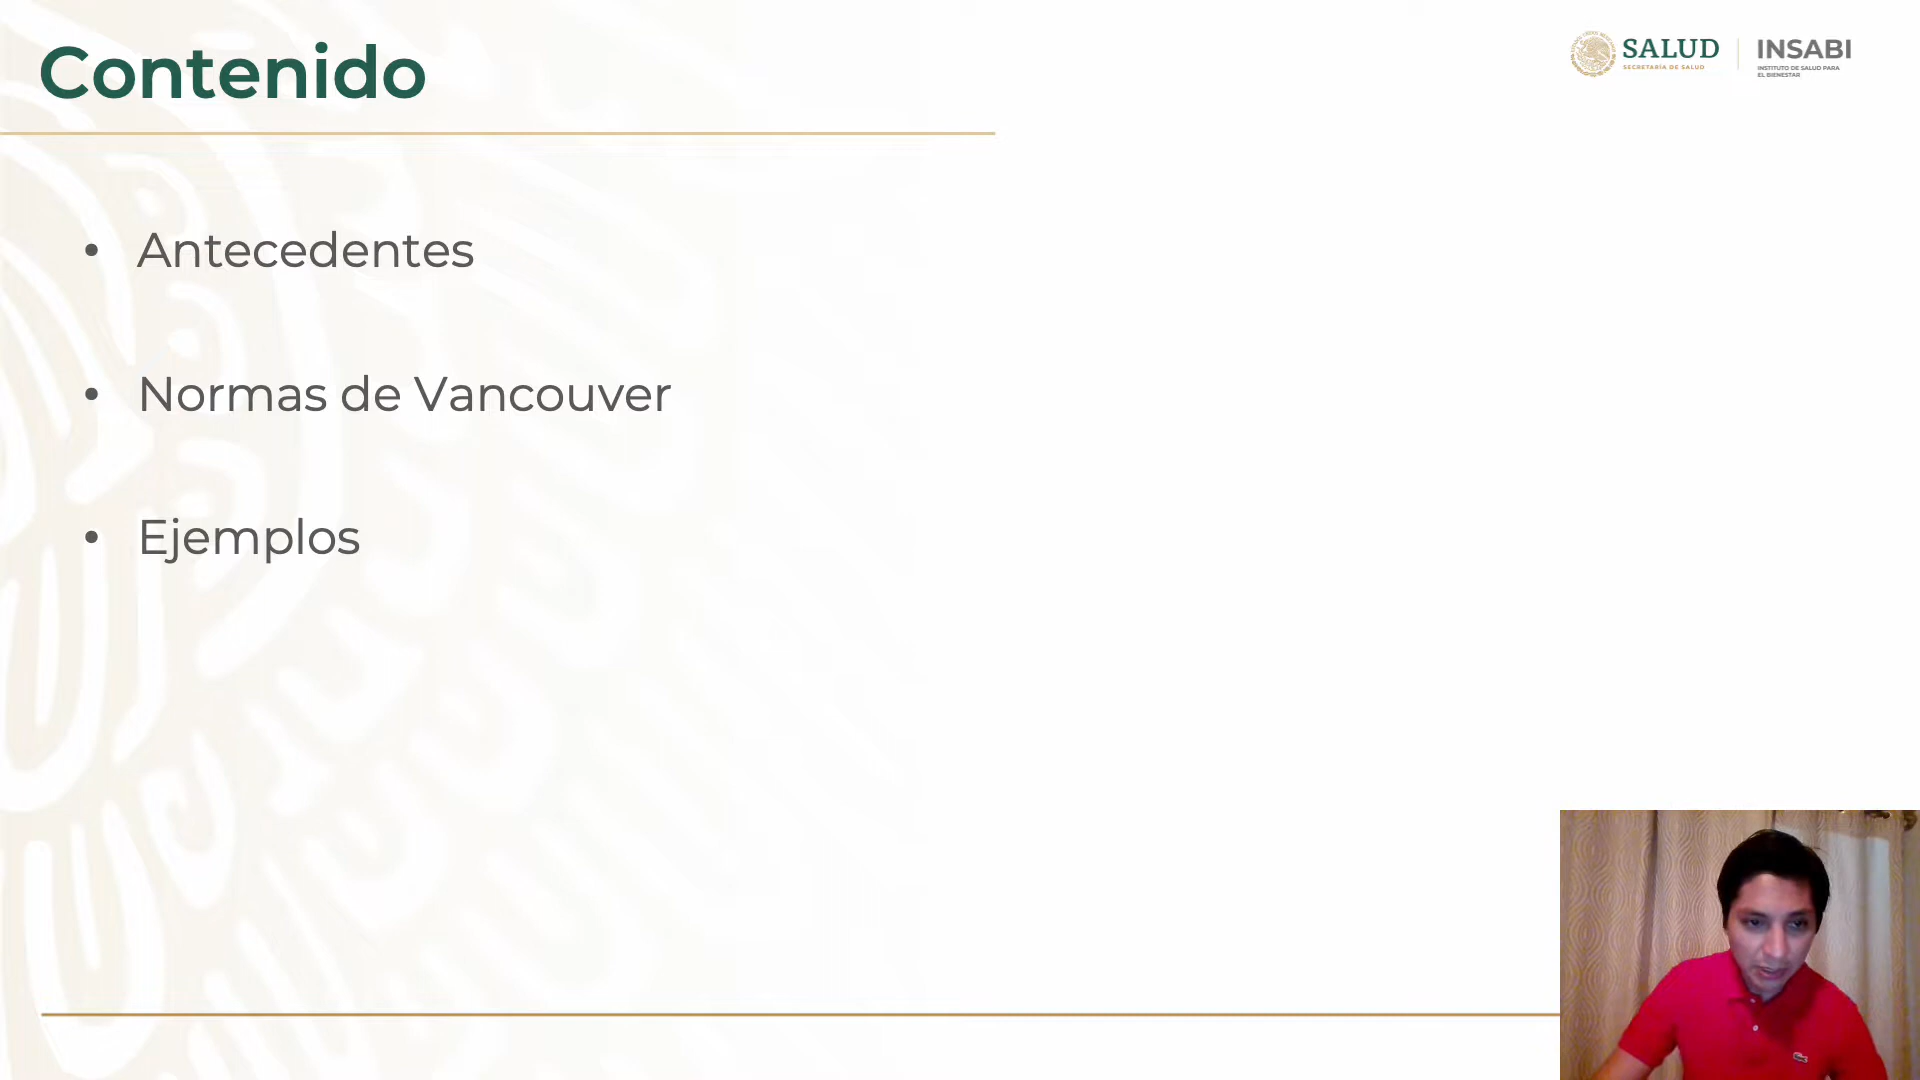 Contenido
SALUD
SECRETARÍA DE SALUD
INSABI
INSTITUTO DE SALUD PARA
EL BIENESTAR
• Antecedentes
• Normas de Vancouver
• Ejemplos